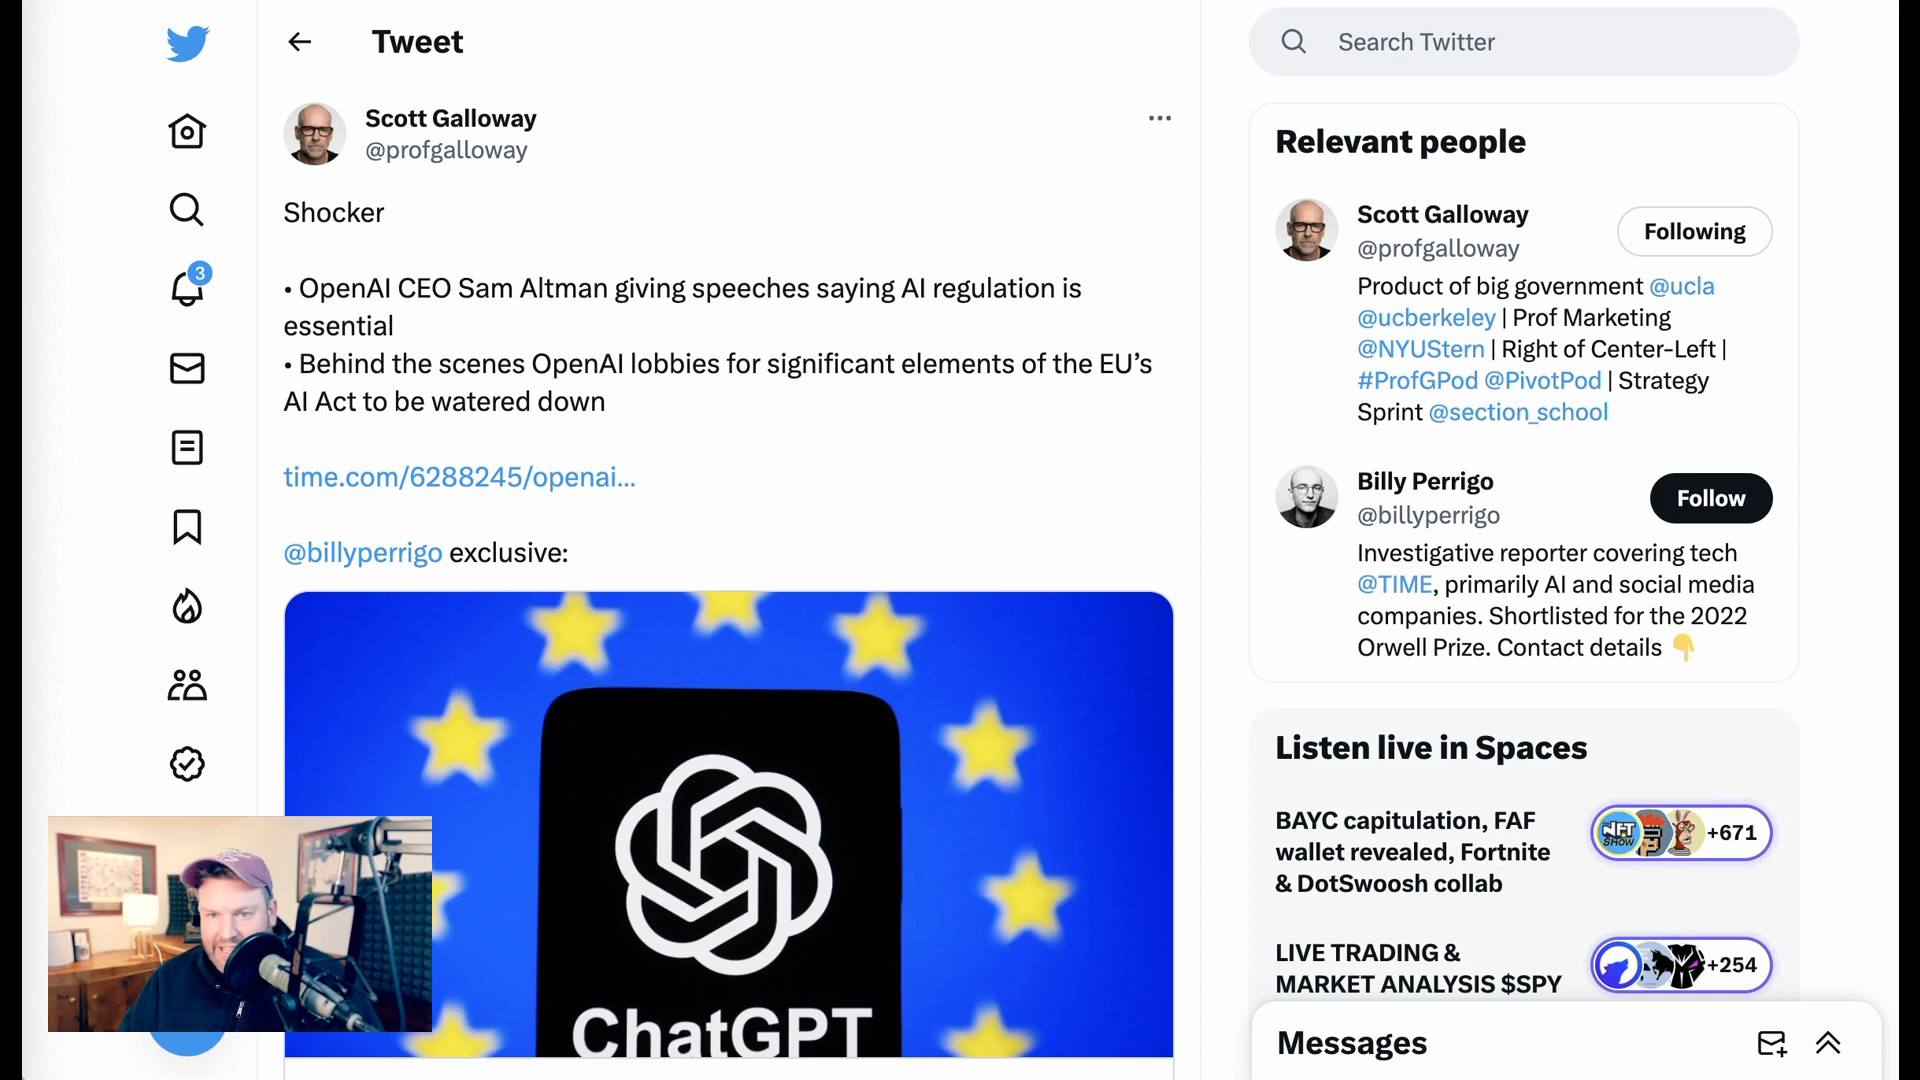 Tweet
Scott Galloway
@profgalloway
Shocker
• OpenAI CEO Sam Altman giving speeches saying AI regulation is
essential
• Behind the scenes OpenAI lobbies for significant elements of the EU’s
AI Act to be watered down
time.com/6288245/openai...
@billyperrigo exclusive:
ChatGPT
3
Search Twitter
Relevant people
Scott Galloway
@profgalloway
Following
Product of big government @ucla
@ucberkeley | Prof Marketing
@NYUStern | Right of Center-Left |
#ProfGPod @PivotPod | Strategy
Sprint @section_school
Billy Perrigo
@billyperrigo
Follow
Investigative reporter covering tech
@TIME, primarily AI and social media
companies. Shortlisted for the 2022
Orwell Prize. Contact details 👇
Listen live in Spaces
BAYC capitulation, FAF
wallet revealed, Fortnite
& DotSwoosh collab
NFT
SHOW
+671
LIVE TRADING &
MARKET ANALYSIS $SPY
+254
Messages